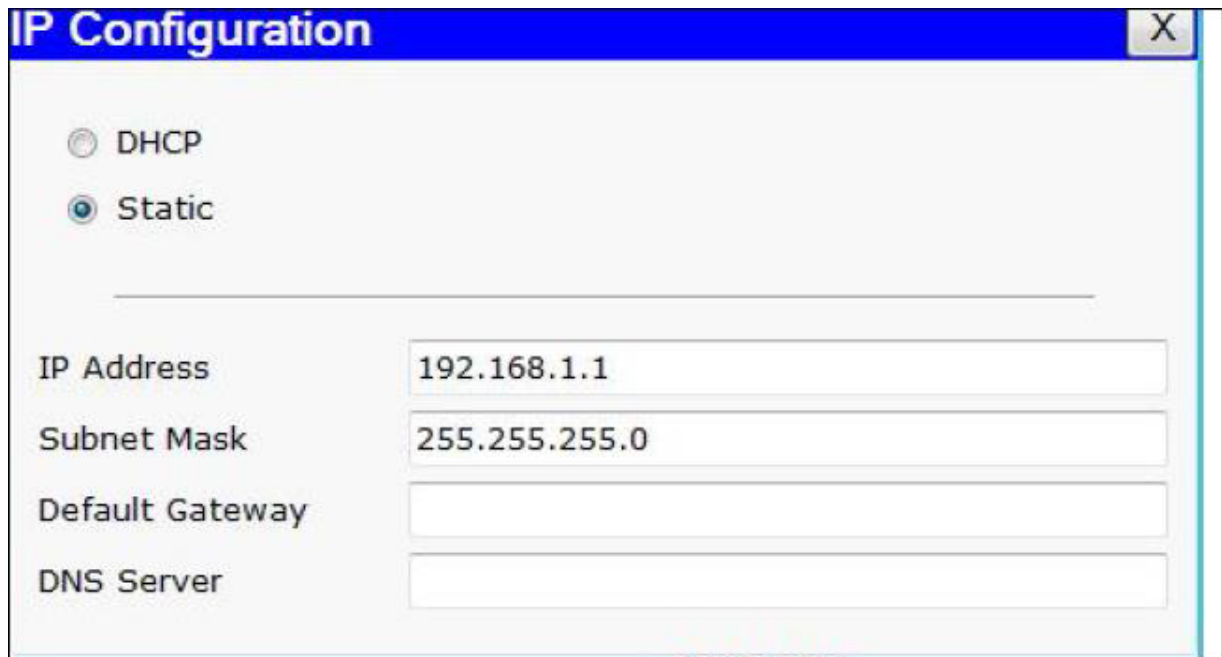 IP Configuration
X
DHCP
Static
IP Address 192.168.1.1
Subnet Mask 255.255.255.0
Default Gateway
DNS Server